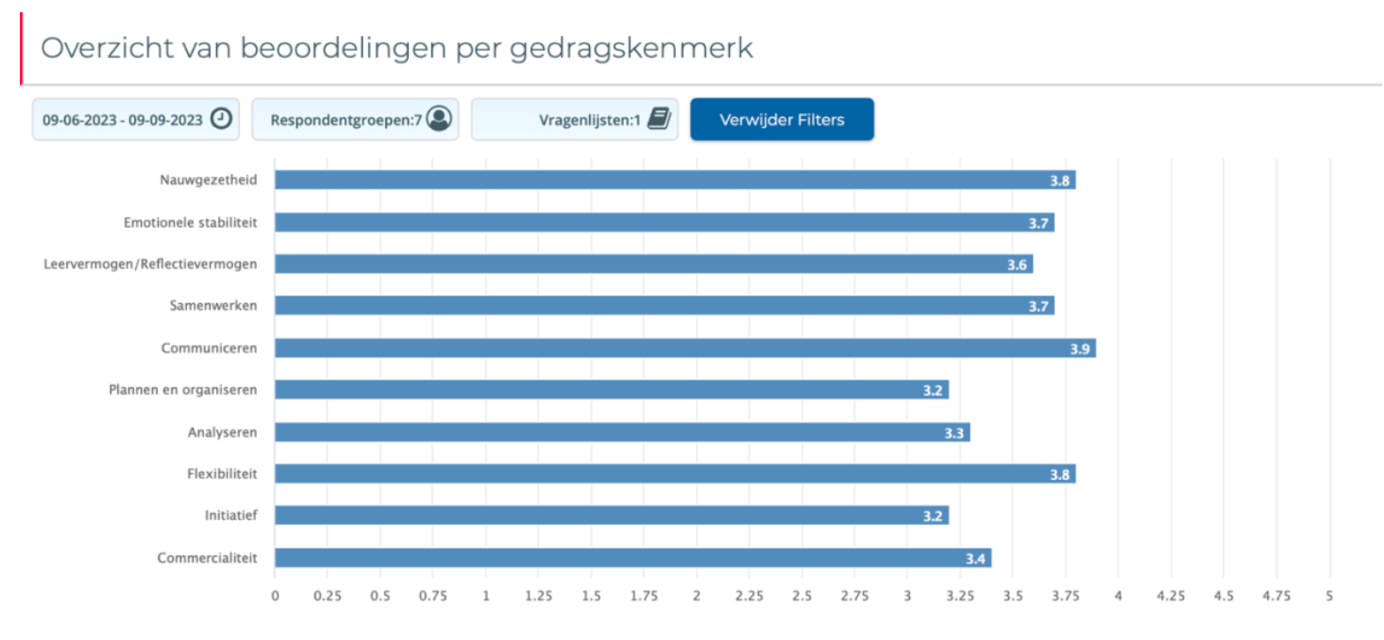 Overzicht van beoordelingen per gedragskenmerk
09-06-2023 - 09-09-2023 Respondentgroepen:7 Vragenlijsten:1 Verwijder Filters
Nauwgezetheid 3.8
Emotionele stabiliteit 3.7
Leervermogen/Reflectievermogen 3.6
Samenwerken 3.7
Communiceren 3.9
Plannen en organiseren 3.2
Analyseren 3.3
Flexibiliteit 3.8
Initiatief 3.2
Commercialiteit 3.4
0 0.25 0.5 0.75 1 1.25 1.5 1.75 2 2.25 2.5 2.75 3 3.25 3.5 3.75 4 4.25 4.5 4.75 5